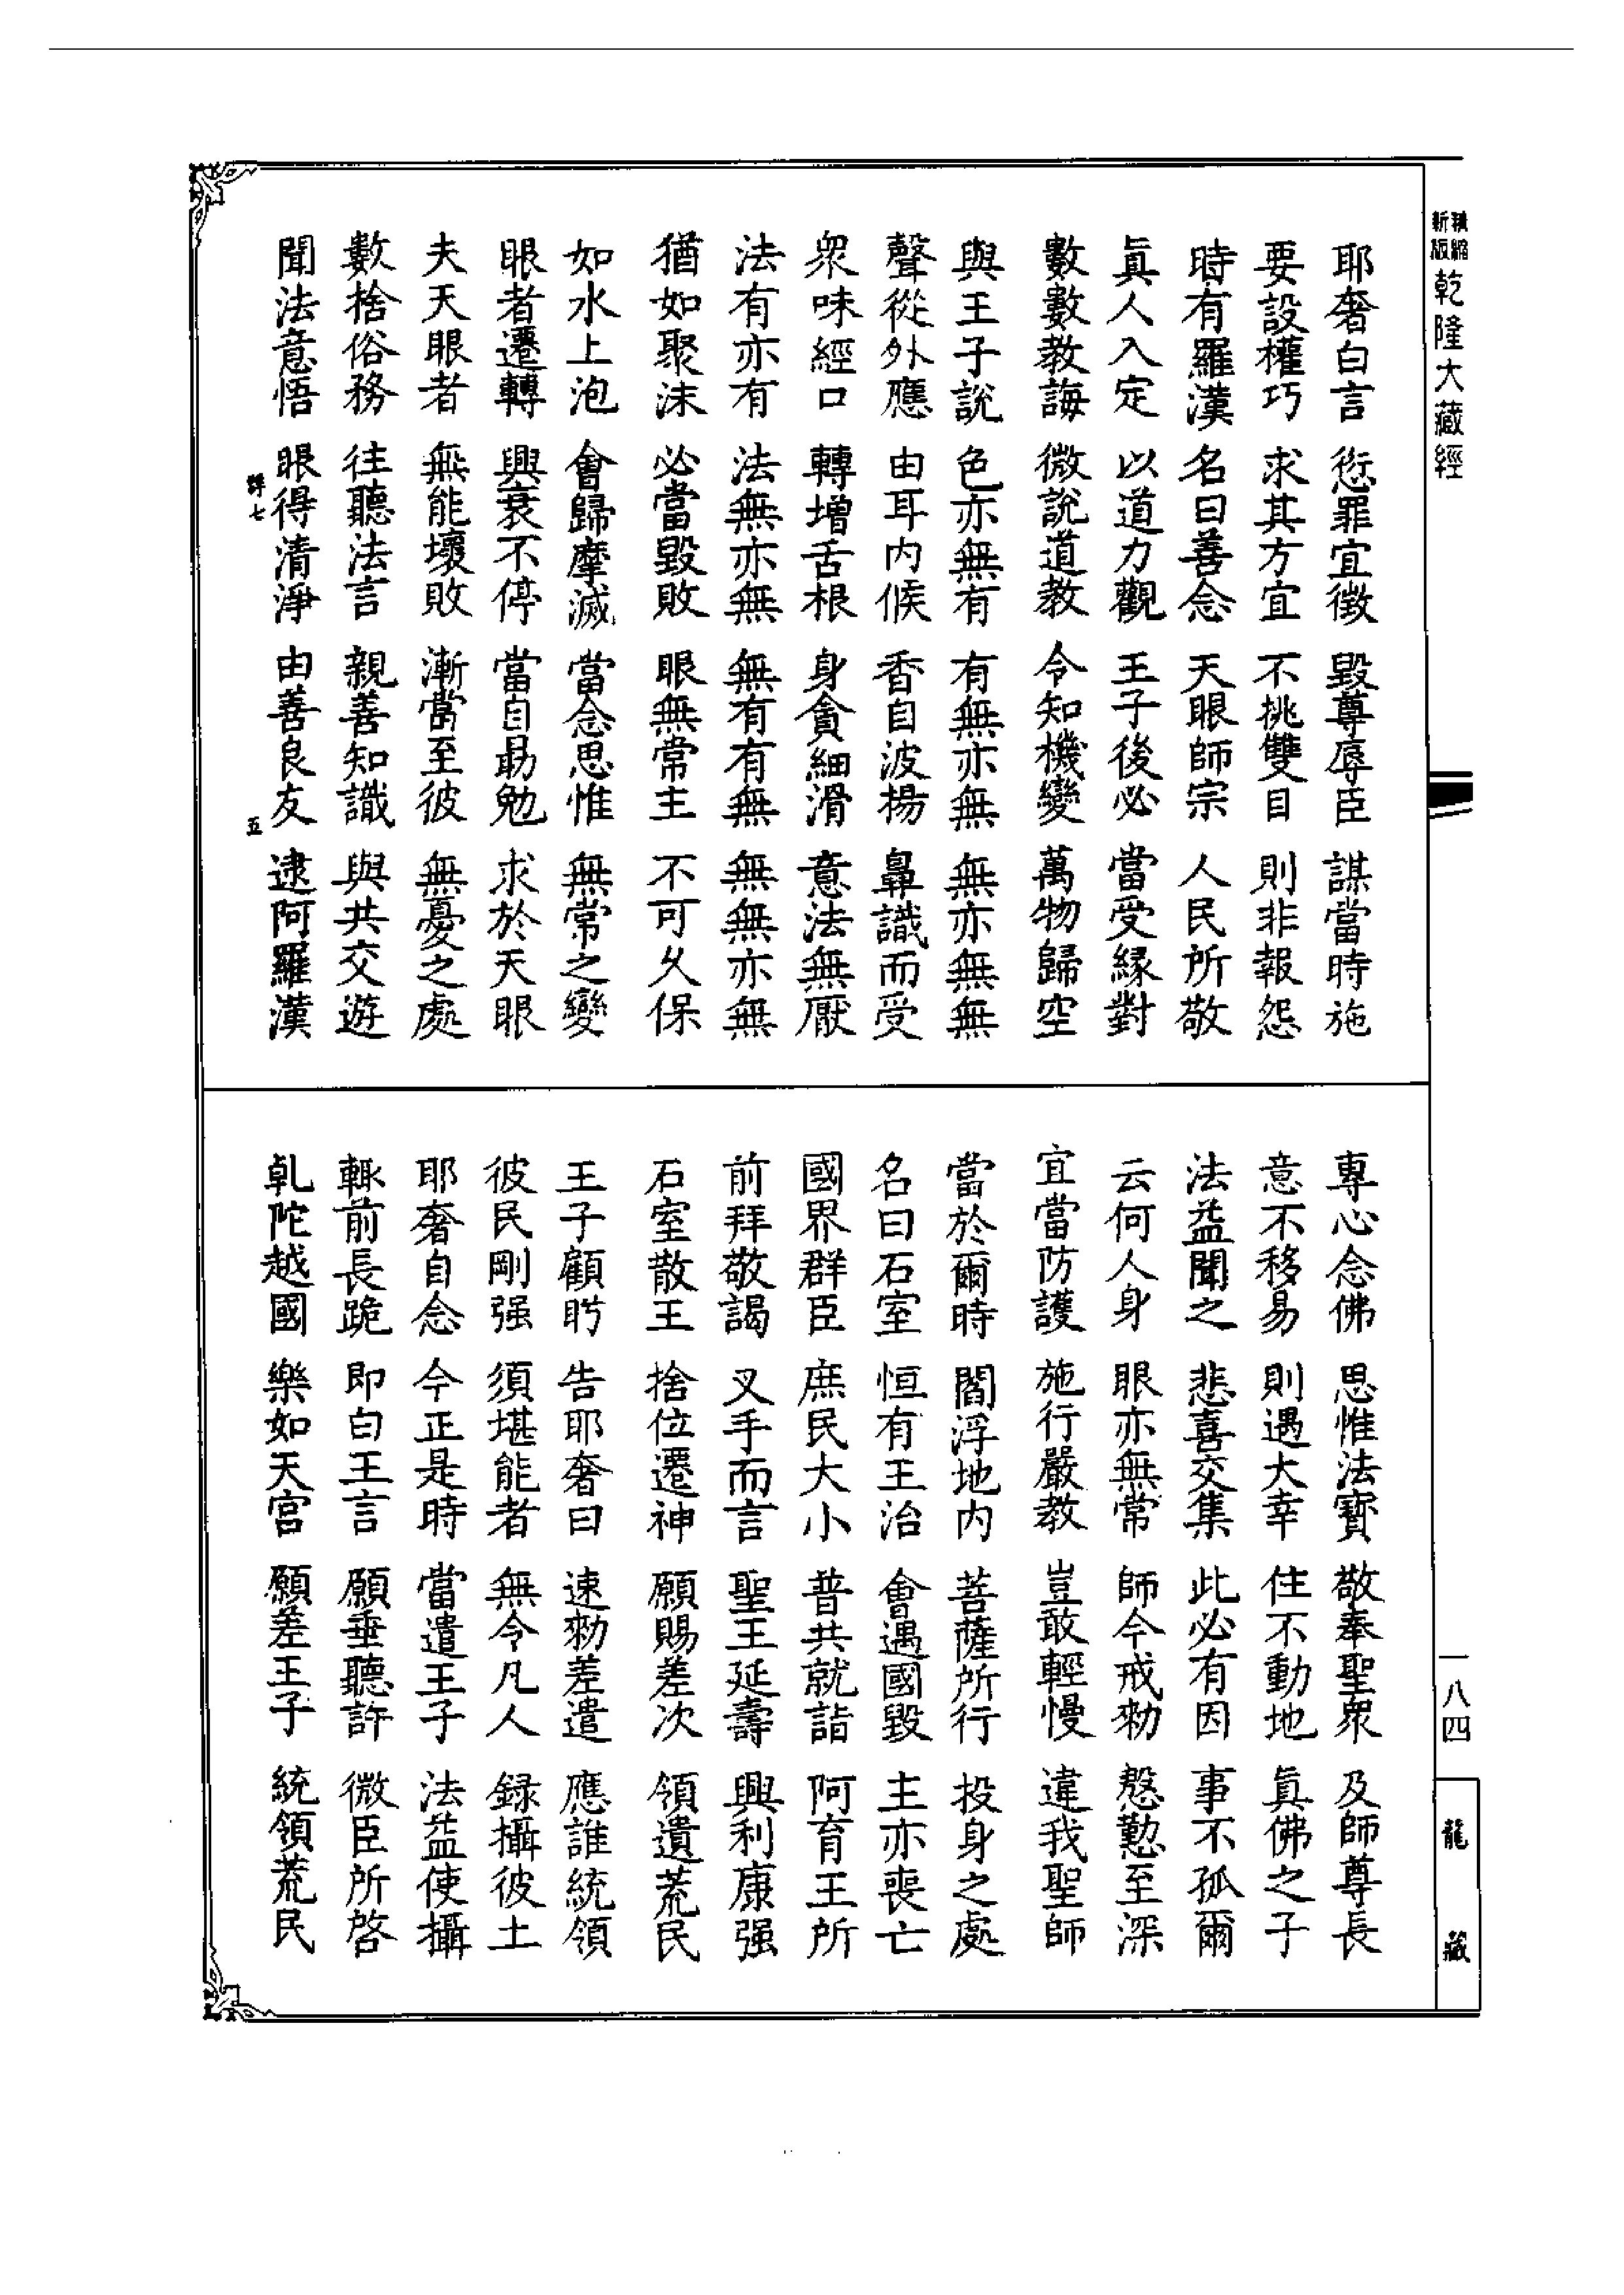 乾隆大藏經
耶奢白言　愆罪宜徵　毀尊辱臣　謀當時施
要設權巧　求其方宜　不挑雙目　則非報怨
時有羅漢　名曰善念　天眼師宗　人民所敬
真人入定　以道力觀　王子後必　當受緣對
數數教誨　微說道教　令知機變　萬物歸空
與王子說　色亦無有　有無亦無　無亦無無
聲從外應　由耳內候　香自波揚　鼻識而受
眾味經口　轉增舌根　身貪細滑　意法無厭
法有亦有　法無亦無　無有有無　無無亦無
猶如聚沫　必當毀敗　眼無常主　不可久保
如水上泡　會歸摩滅　當念思惟　無常之變
眼者遷轉　興衰不停　當自勗勉　求於天眼
夫天眼者　無能壞敗　漸當至彼　無憂之處
數捨俗務　往聽法言　親善知識　與共交遊
聞法意悟　眼得清淨　由善良友　逮阿羅漢
七　五
專心念佛　思惟法寶　敬奉聖眾　及師尊長
意不移易　則遇大幸　住不動地　真佛之子
法益聞之　悲喜交集　此必有因　事不孤爾
云何人身　眼亦無常　師今戒勑　慇懃至深
宜當防護　施行嚴教　豈敢輕慢　違我聖師
當於爾時　閻浮地內　菩薩所行　投身之處
名曰石室　恒有王治　會遇國毀　主亦喪亡
國界群臣　庶民大小　普共就詣　阿育王所
前拜敬謁　叉手而言　聖王延壽　興利康强
石室散王　捨位遷神　願賜差次　領遺荒民
王子顧眄　告耶奢曰　速勑差遣　應誰統領
彼民剛强　須堪能者　無令凡人　録攝彼土
耶奢自念　今正是時　當遣王子　法益使攝
輒前長跪　即白王言　願垂聽許　微臣所啓
乹陀越國　樂如天宮　願差王子　統領荒民
一八四
龍藏